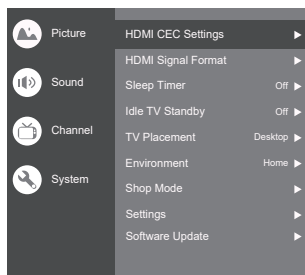 Picture
Sound
Channel
System
HDMI CEC Settings
HDMI Signal Format
Sleep Timer Off
Idle TV Standby Off
TV Placement Desktop
Environment Home
Shop Mode
Settings
Software Update